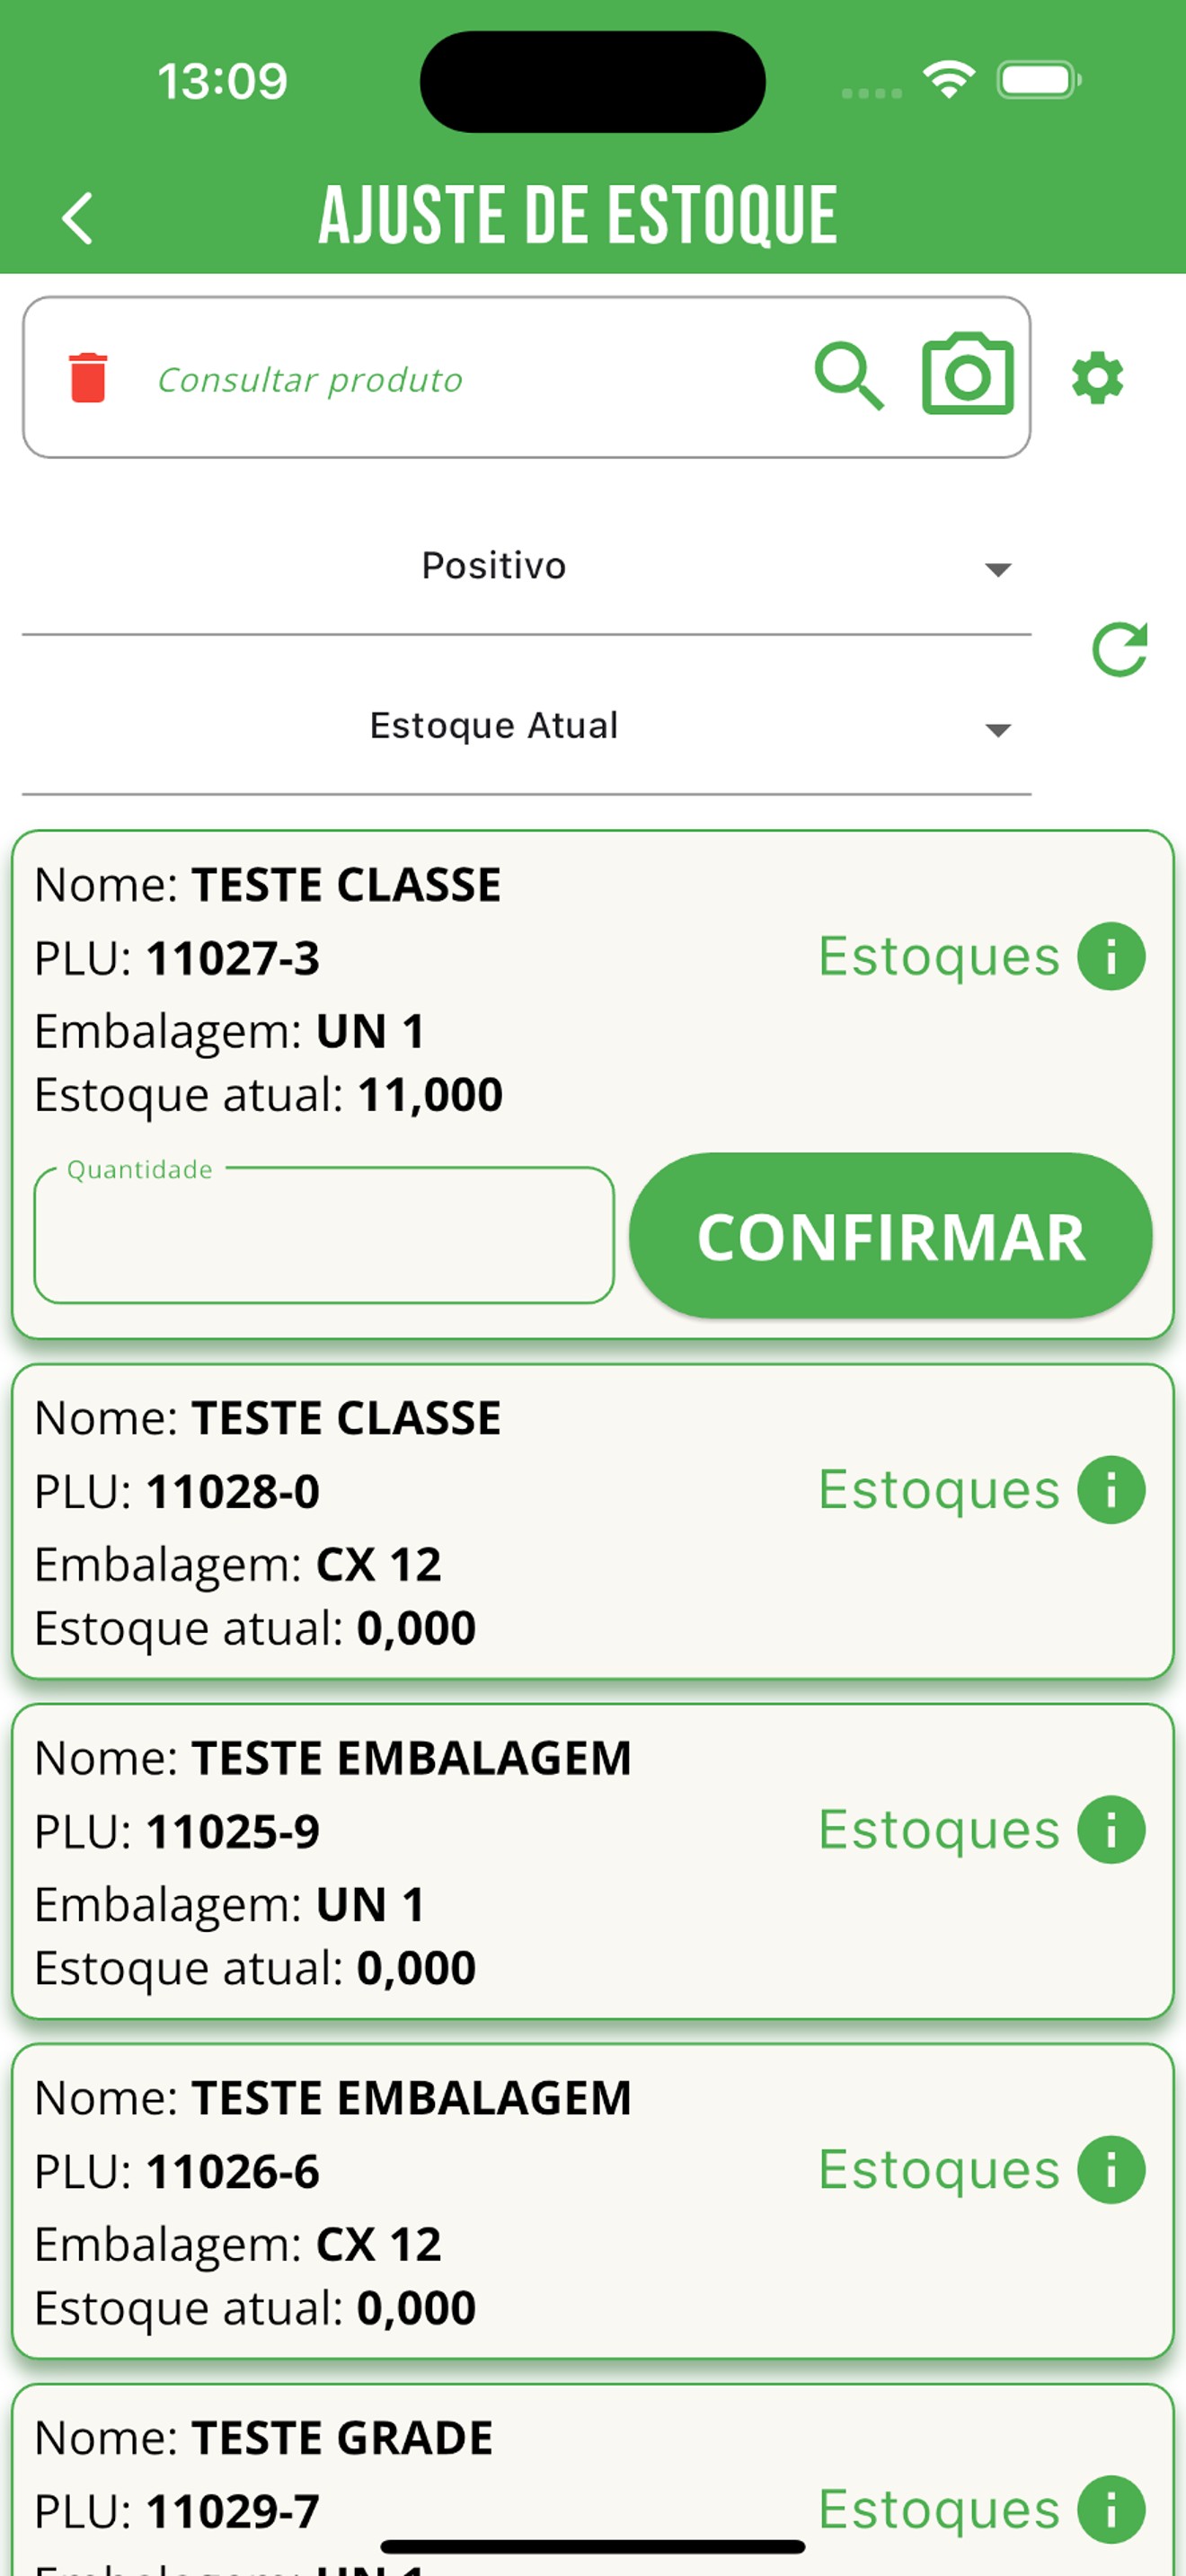 13:09
AJUSTE DE ESTOQUE
Consultar produto
Positivo
Estoque Atual
Nome: TESTE CLASSE
PLU: 11027-3
Estoques
Embalagem: UN 1
Estoque atual: 11,000
Quantidade
CONFIRMAR
Nome: TESTE CLASSE
PLU: 11028-0
Estoques
Embalagem: CX 12
Estoque atual: 0,000
Nome: TESTE EMBALAGEM
PLU: 11025-9
Estoques
Embalagem: UN 1
Estoque atual: 0,000
Nome: TESTE EMBALAGEM
PLU: 11026-6
Estoques
Embalagem: CX 12
Estoque atual: 0,000
Nome: TESTE GRADE
PLU: 11029-7
Estoques
Embalagem: UN 1